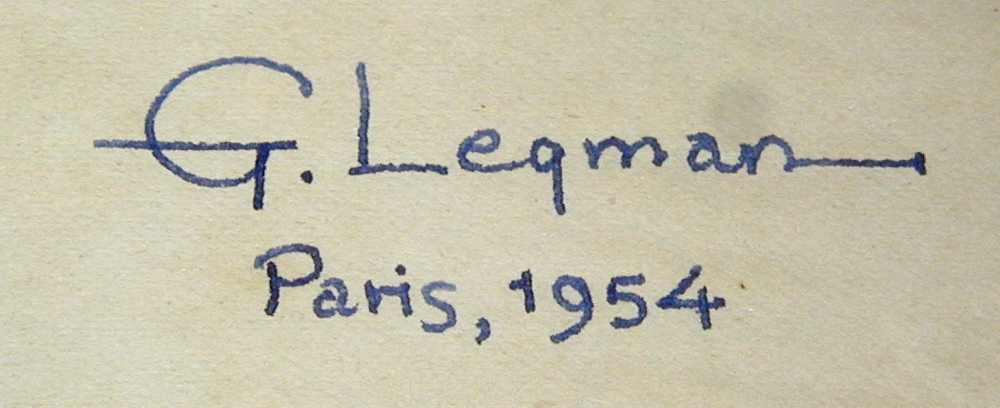 G. Legman
Paris, 1954